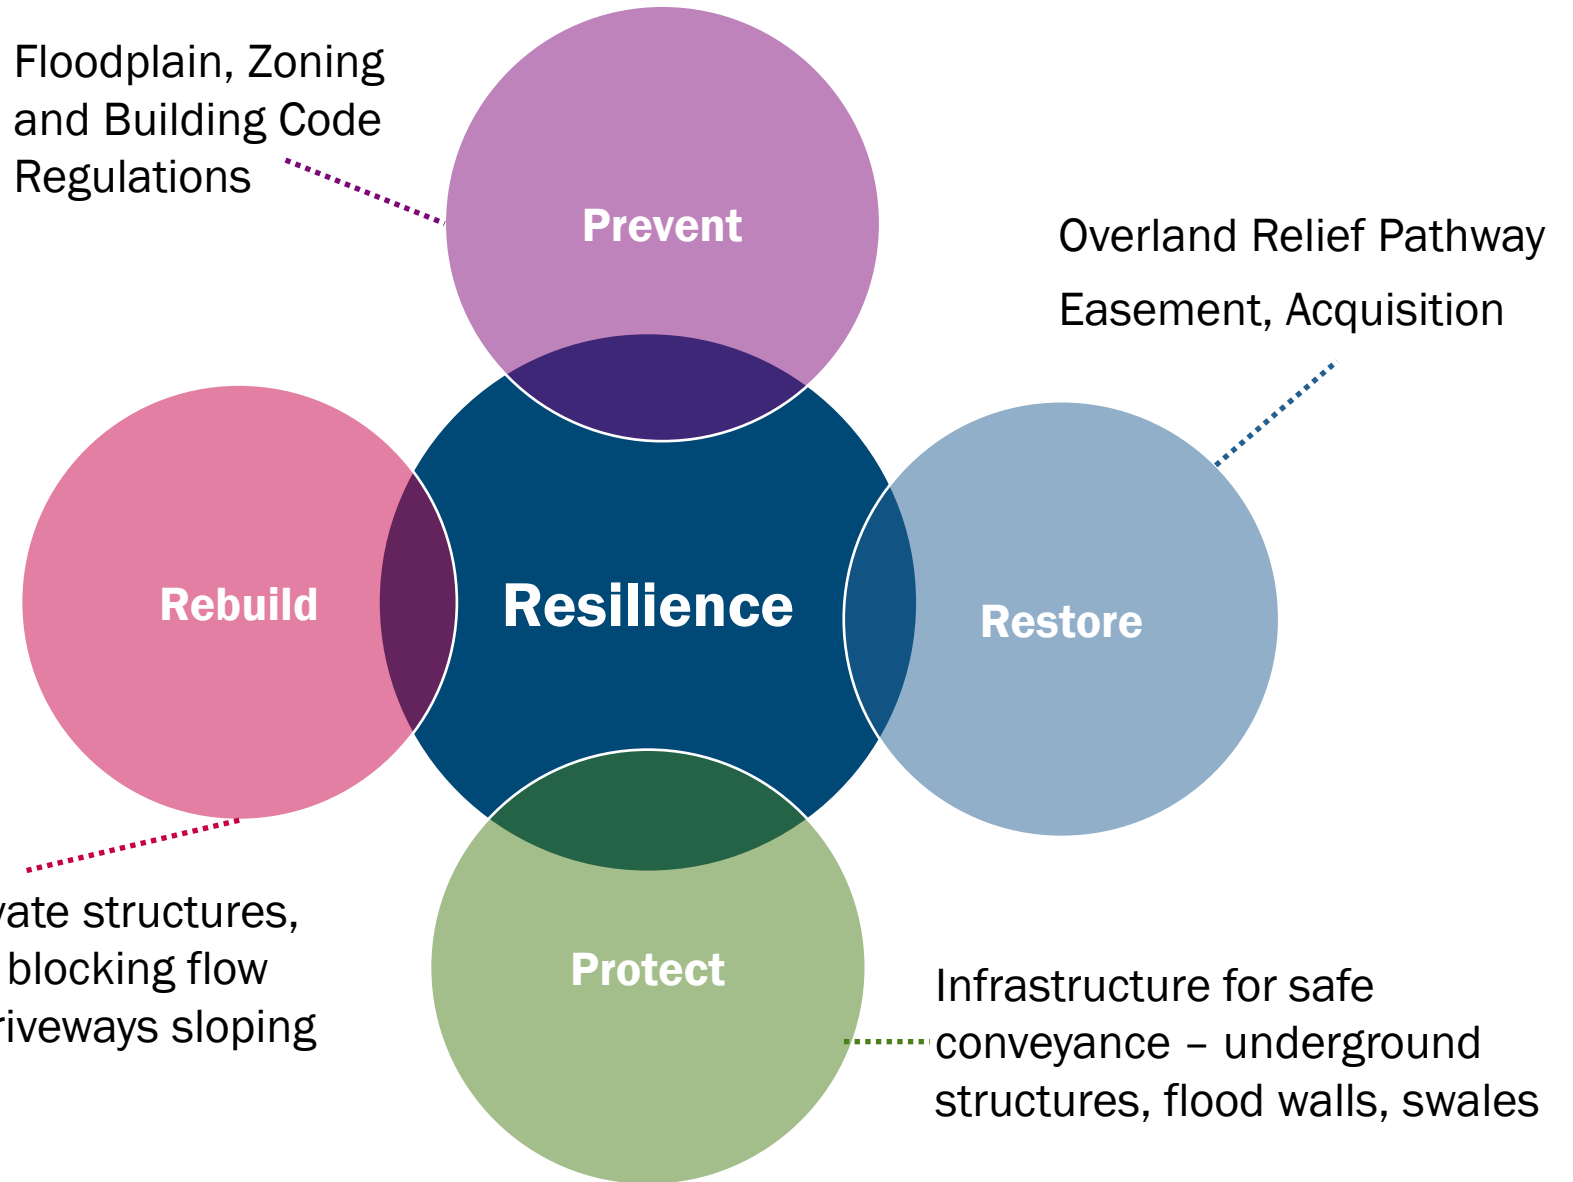 Floodplain, Zoning
and Building Code
Regulations
Prevent
Overland Relief Pathway
Easement, Acquisition
Rebuild
Resilience
Restore
structures,
blocking flow
sloping
Protect
Infrastructure for safe
conveyance – underground
structures, flood walls, swales